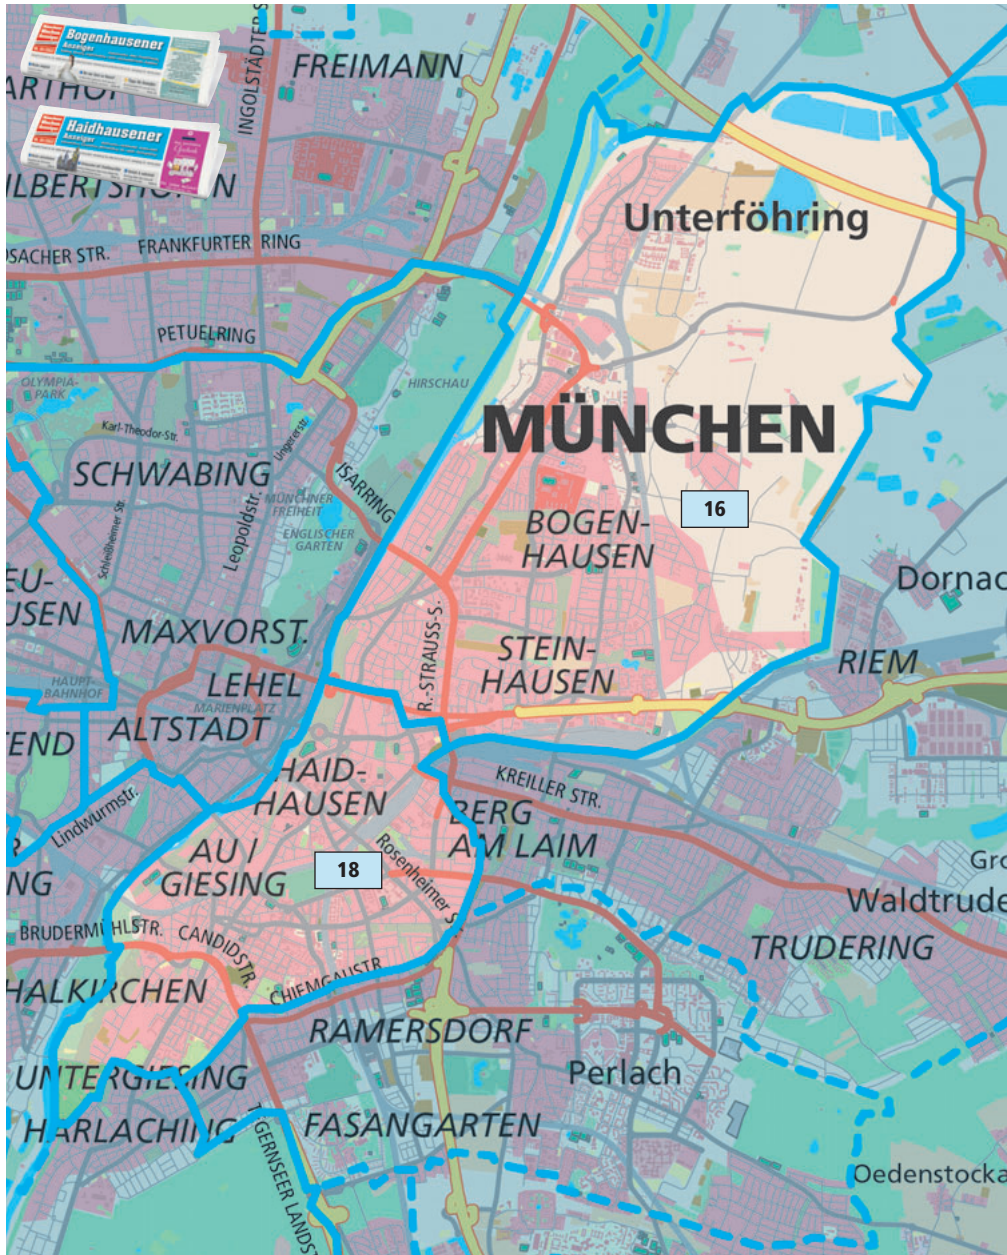 Bogenhausener
Anzeiger
Haidhausener
Anzeiger
INGOLSTÄDTER S
FREIMANN
ARTHOF
ILBERTSHOFEN
OSACHER STR.
FRANKFURTER RING
Unterföhring
PETUELRING
OLYMPIA-
PARK
HIRSCHAU
MÜNCHEN
Karl-Theodor-Str.
Ungererstr.
SCHWABING
ISARRING
MÜNCHNER
FREIHEIT
Schleißheimer Str.
Leopoldstr.
ENGLISCHER
GARTEN
16
BOGEN-
HAUSEN
EU-
USEN
Dornac
MAXVORST.
R.-STRAUSS-S.
STEIN-
HAUSEN
RIEM
HAUPT-
BAHNHOF
LEHEL
MARIENPLATZ
ALTSTADT
END
HAID-
HAUSEN
KREILLER STR.
Lindwurmstr.
BERG
AM LAIM
R
NG
AU /
GIESING
18
Rosenheimer S
Gro
Waldtrude
BRUDERMÜHLSTR.
CANDIDSTR.
TRUDERING
CHIEMGAUSTR
HALKIRCHEN
RAMERSDORF
Perlach
UNTERGIESING
HARLACHING
TEGERNSEER LANDST
FASANGARTEN
Oedenstocka